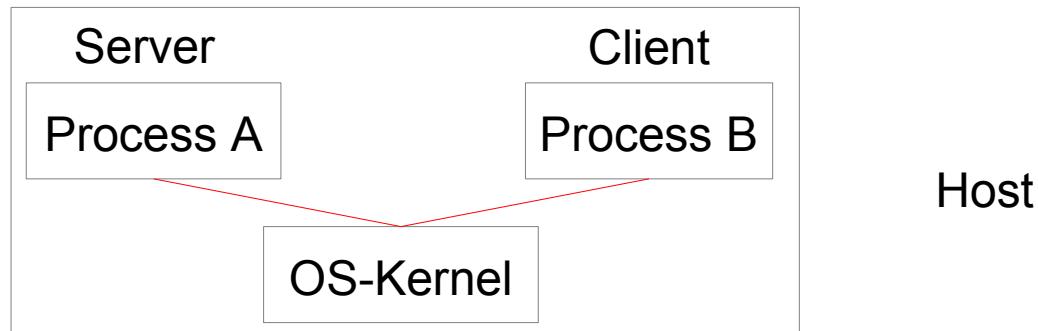 Server
Client
Process A
Process B
Host
OS-Kernel